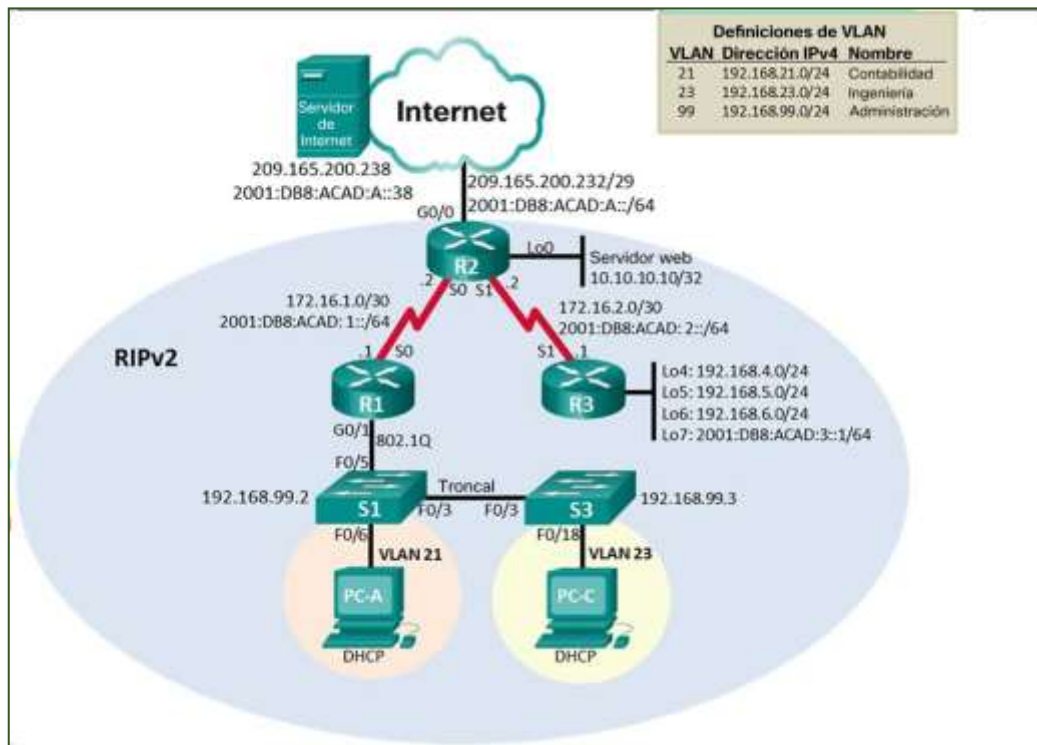 Definiciones de VLAN
VLAN Dirección IPv4 Nombre
21 192.168.21.0/24 Contabilidad
23 192.168.23.0/24 Ingeniería
99 192.168.99.0/24 Administración
Servidor
de
Internet
Internet
209.165.200.238
2001:DB8:ACAD:A::38
209.165.200.232/29
2001:DB8:ACAD:A::/64
G0/0
R2
Lo0
Servidor web
10.10.10.10/32
.2
S0
S1
.2
172.16.1.0/30
2001:DB8:ACAD: 1::/64
172.16.2.0/30
2001:DB8:ACAD: 2::/64
RIPv2
.1
S0
S1
.1
R1
R3
Lo4: 192.168.4.0/24
Lo5: 192.168.5.0/24
Lo6: 192.168.6.0/24
Lo7: 2001:DB8:ACAD:3::1/64
G0/1
802.1Q
F0/5
Troncal
192.168.99.2
S1
F0/3
F0/3
S3
192.168.99.3
F0/6
F0/18
VLAN 21
VLAN 23
PC-A
PC-C
DHCP
DHCP